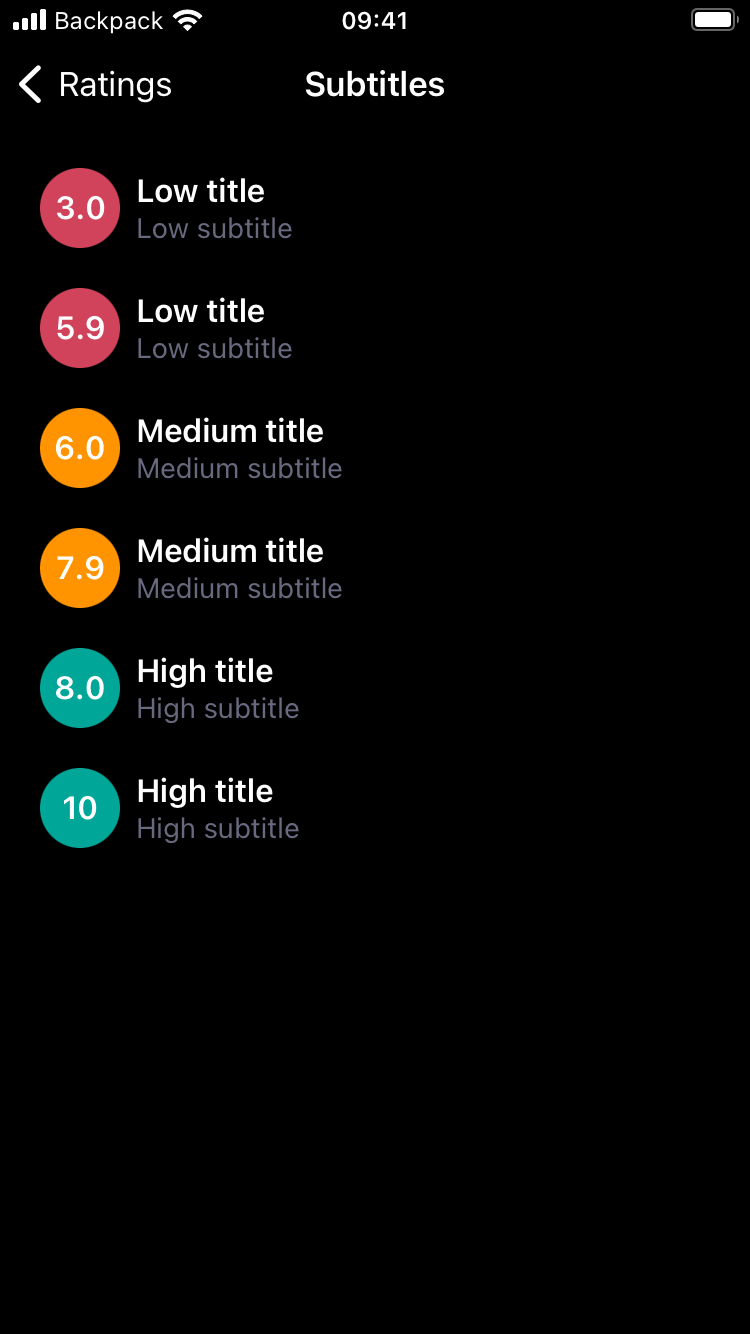 Backpack 09:41
Ratings Subtitles
3.0 Low title
Low subtitle
5.9 Low title
Low subtitle
6.0 Medium title
Medium subtitle
7.9 Medium title
Medium subtitle
8.0 High title
High subtitle
10 High title
High subtitle